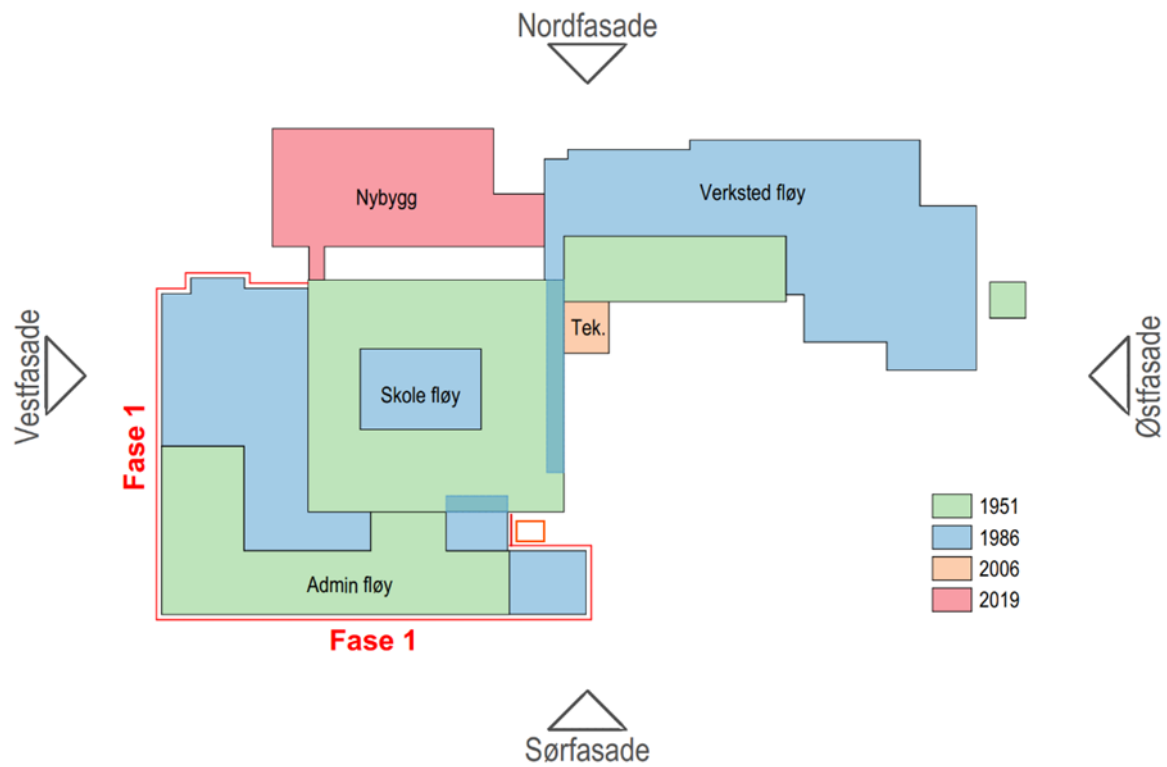 Nordfasade
Nybygg
Verksted fløy
Tek.
Skole fløy
Vestfasade
Østfasade
Fase 1
Admin fløy
Fase 1
1951
1986
2006
2019
Sørfasade